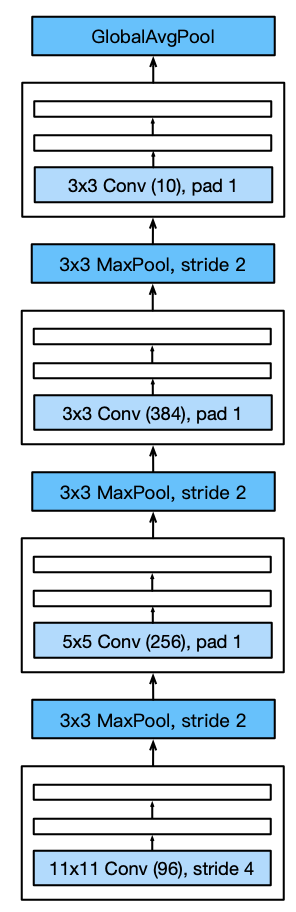 GlobalAvgPool
3x3 Conv (10), pad 1
3x3 MaxPool, stride 2
3x3 Conv (384), pad 1
3x3 MaxPool, stride 2
5x5 Conv (256), pad 1
3x3 MaxPool, stride 2
11x11 Conv (96), stride 4